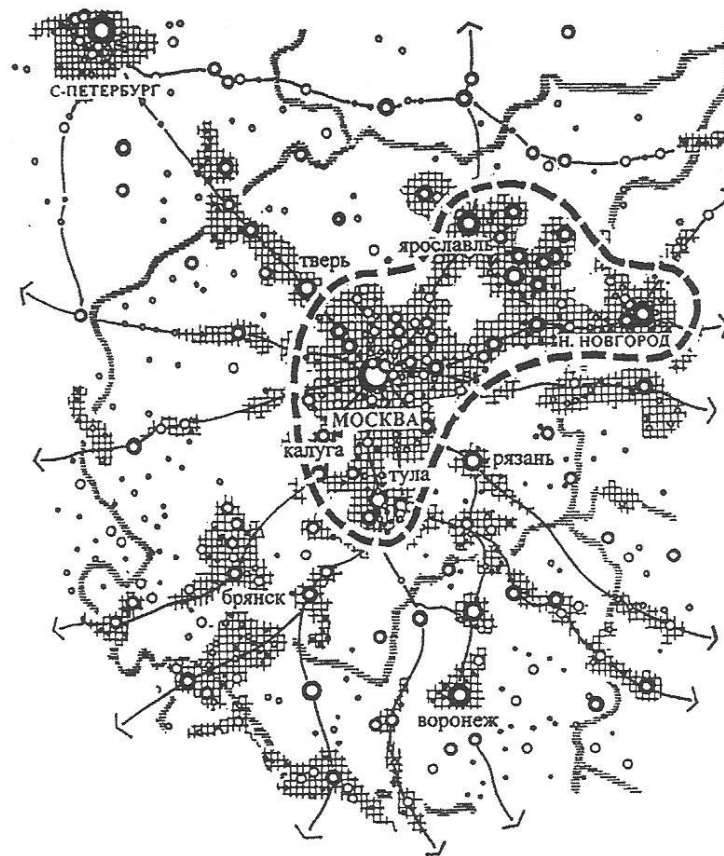 С-ПЕТЕРБУРГ
ярославль
тверь
Н. НОВГОРОД
МОСКВА
калуга
рязань
тула
брянск
воронеж